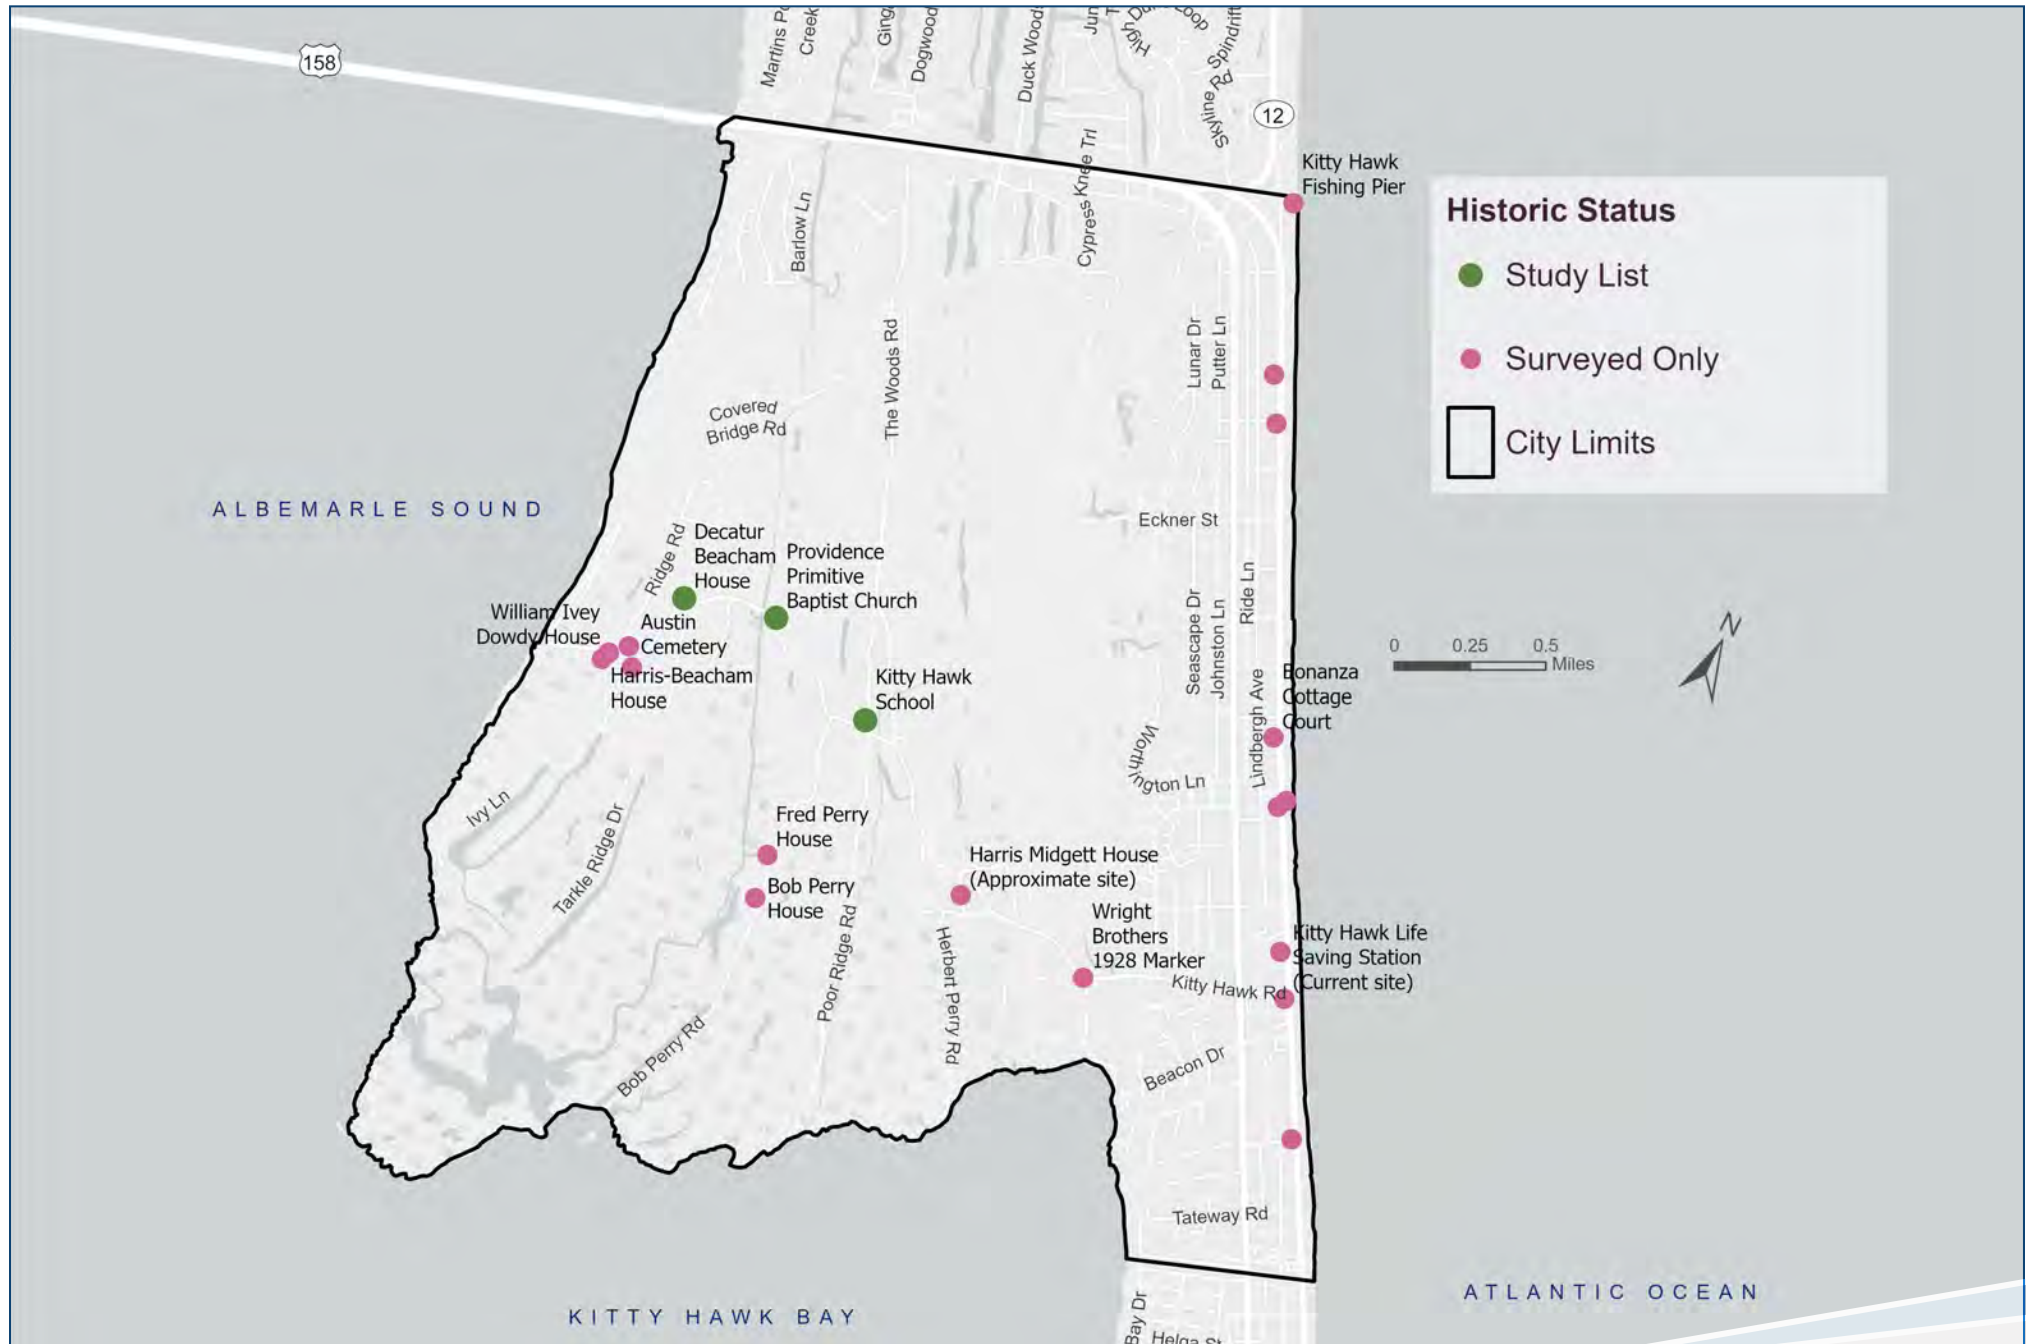 158
Creek
Dogwood
Loop
Spindrift
Skyline Rd
12
Cypress Knee Trl
Barlow Ln
Kitty Hawk
Fishing Pier
Historic Status
Study List
Surveyed Only
City Limits
Lunar Dr
Putter Ln
The Woods Rd
Covered
Bridge Rd
ALBEMARLE SOUND
Eckner St
Ridge Rd
Decatur
Beacham
House
Providence
Primitive
Baptist Church
William Ivey
Dowdy House
Austin
Cemetery
Harris-Beacham
House
Kitty Hawk
School
Seascape Dr
Johnston Ln
Ride Ln
Lindbergh Ave
Bonanza
Cottage
Court
N
0 0.25 0.5
Miles
Worthington Ln
Ivy Ln
Tarkle Ridge Dr
Fred Perry
House
Bob Perry
House
Harris Midgett House
(Approximate site)
Wright
Brothers
1928 Marker
Kitty Hawk Life
Saving Station
(Current site)
Kitty Hawk Rd
Poor Ridge Rd
Herbert Perry Rd
Bob Perry Rd
Beacon Dr
Tateway Rd
KITTY HAWK BAY
ATLANTIC OCEAN
Bay Dr
Helga St